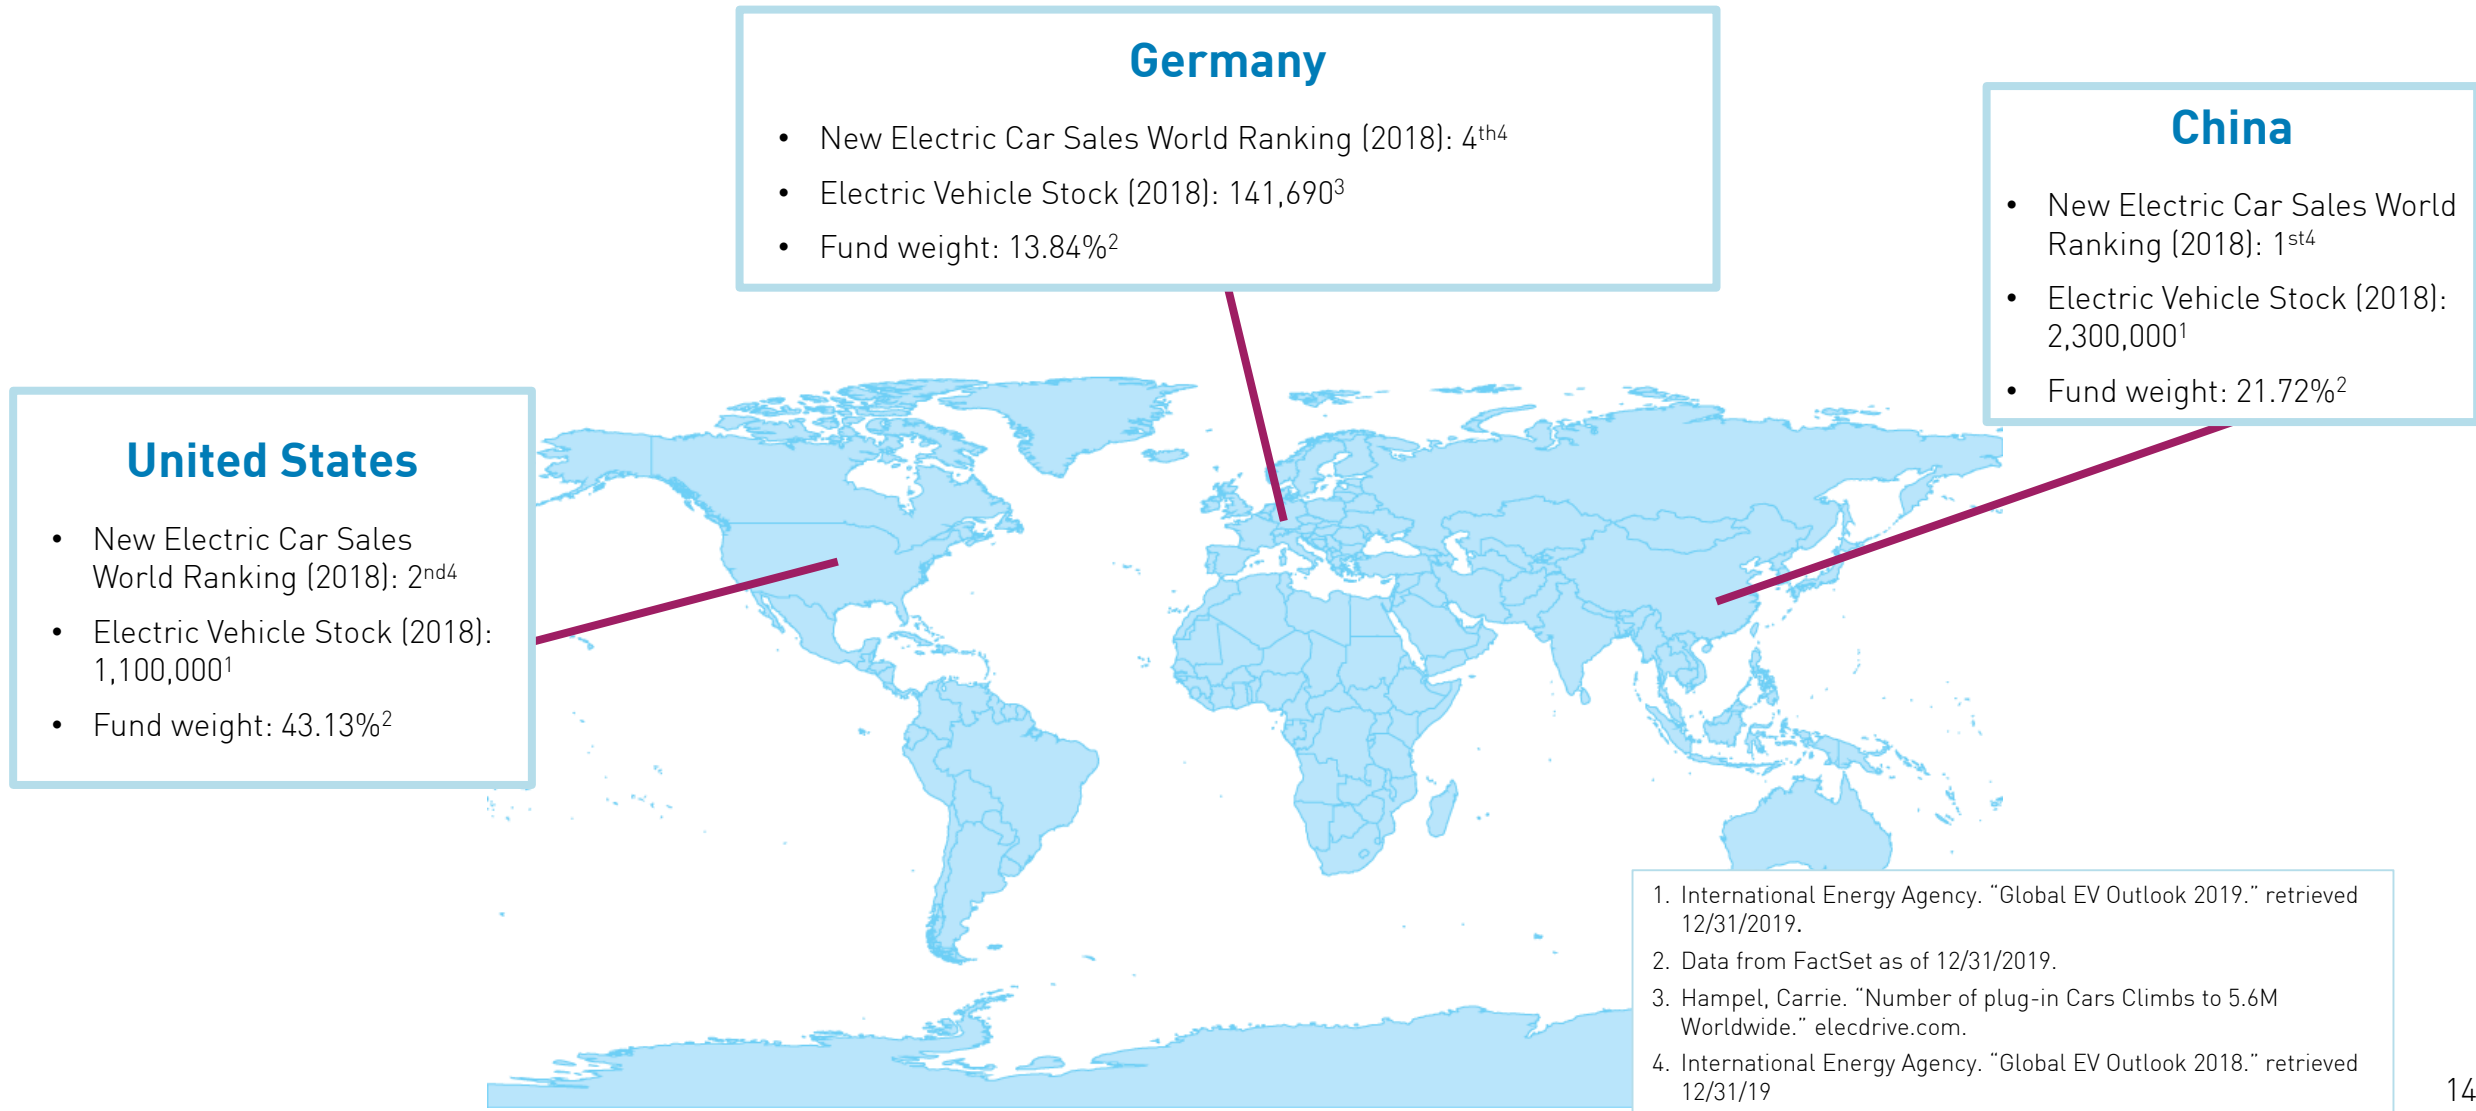 Germany
• New Electric Car Sales World Ranking (2018): 4th4
• Electric Vehicle Stock (2018): 141,6903
• Fund weight: 13.84%2
China
• New Electric Car Sales World
Ranking (2018): 1st4
• Electric Vehicle Stock (2018):
2,300,0001
• Fund weight: 21.72%2
United States
• New Electric Car Sales
World Ranking (2018): 2nd4
• Electric Vehicle Stock (2018):
1,100,0001
• Fund weight: 43.13%2
1. International Energy Agency. “Global EV Outlook 2019.” retrieved
12/31/2019.
2. Data from FactSet as of 12/31/2019.
3. Hampel, Carrie. “Number of plug-in Cars Climbs to 5.6M
Worldwide.” elecdrive.com.
4. International Energy Agency. “Global EV Outlook 2018.” retrieved
12/31/19
14